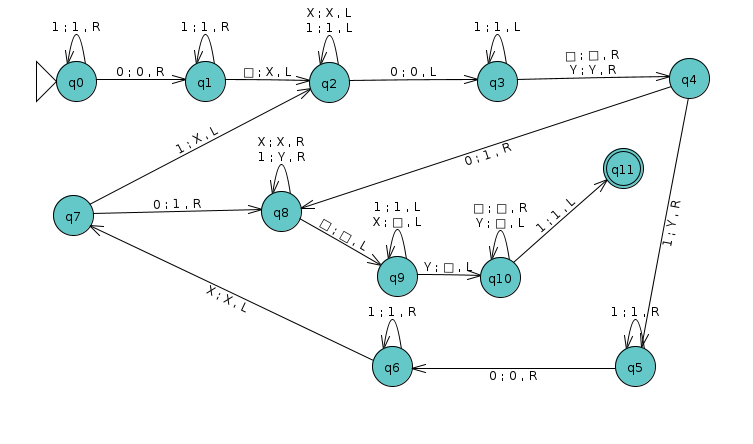 X ; X , L
1 ; 1 , R
1 ; 1 , R
1 ; 1 , L
1 ; 1 , L
□ ; □ , R
0 ; 0 , R
□ ; X , L
0 ; 0 , L
Y ; Y , R
q0
q1
q2
q3
q4
1 ; X , L
X ; X , R
1 ; Y , R
0 ; 1 , R
q11
0 ; 1 , R
q7
q8
1 ; 1 , L
X ; □ , L
□ ; □ , R
Y ; □ , L
1 ; 1 , L
1 ; Y , R
□ ; □ , L
Y ; □ , L
q9
q10
X ; X , L
1 ; 1 , R
1 ; 1 , R
q6
q5
0 ; 0 , R